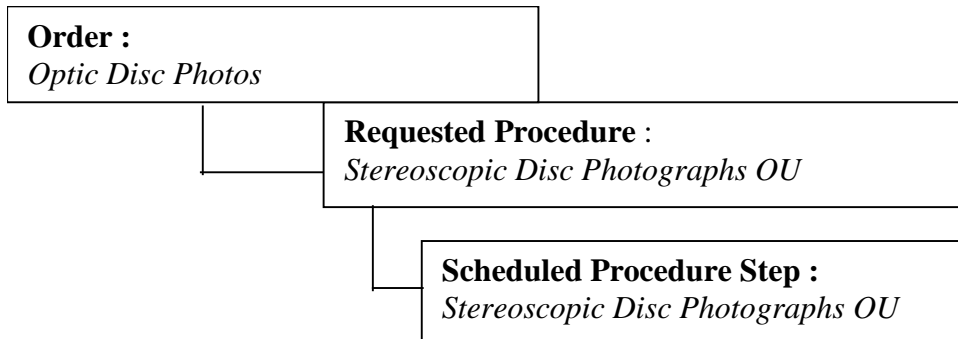 Order :
Optic Disc Photos
Requested Procedure :
Stereoscopic Disc Photographs OU
Scheduled Procedure Step :
Stereoscopic Disc Photographs OU